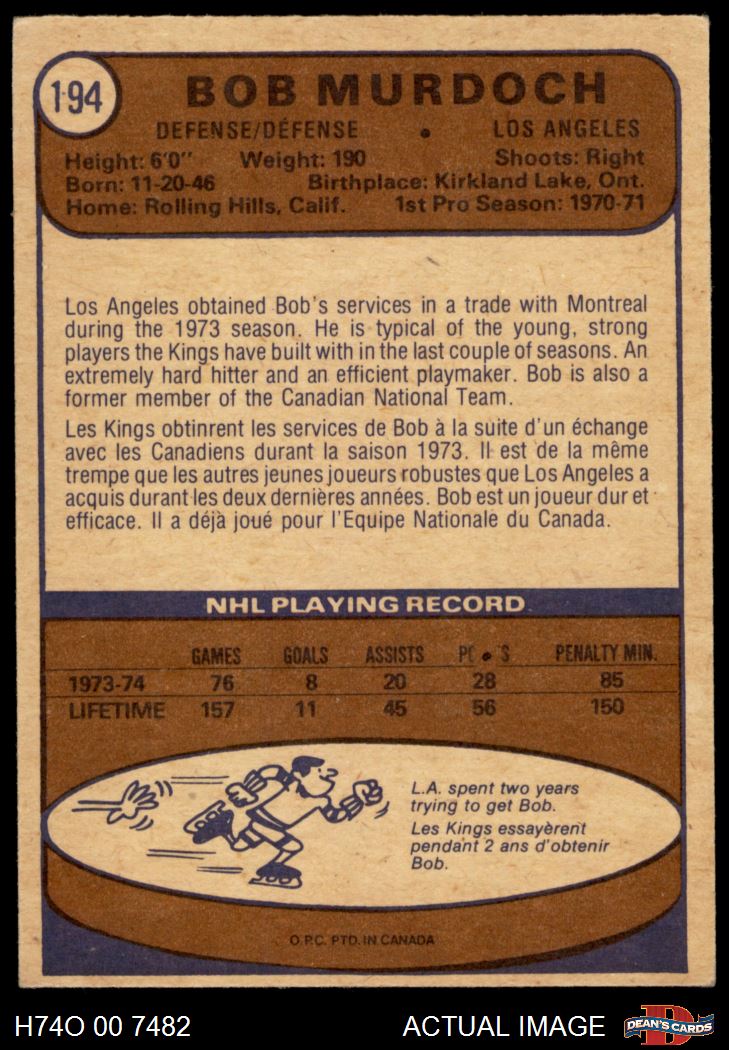 194
BOB MURDOCH
DEFENSE/DÉFENSE • LOS ANGELES
Height: 6'0" Weight: 190 Shoots: Right
Born: 11-20-46 Birthplace: Kirkland Lake, Ont.
Home: Rolling Hills, Calif. 1st Pro Season: 1970-71
Los Angeles obtained Bob's services in a trade with Montreal
during the 1973 season. He is typical of the young, strong
players the Kings have built with in the last couple of seasons. An
extremely hard hitter and an efficient playmaker. Bob is also a
former member of the Canadian National Team.
Les Kings obtinrent les services de Bob à la suite d'un échange
avec les Canadiens durant la saison 1973. Il est de la même
trempe que les autres jeunes joueurs robustes que Los Angeles a
acquis durant les deux dernières années. Bob est un joueur dur et
efficace. Il a déjà joué pour l'Equipe Nationale du Canada.
NHL PLAYING RECORD
GAMES GOALS ASSISTS PENALTY MIN.
1973-74 76 8 20 28 85
LIFETIME 157 11 45 56 150
L.A. spent two years
trying to get Bob.
Les Kings essayèrent
pendant 2 ans d'obtenir
Bob.
O.P.C. PTD. IN CANADA
H74O 00 7482 ACTUAL IMAGE DEAN'S CARDS